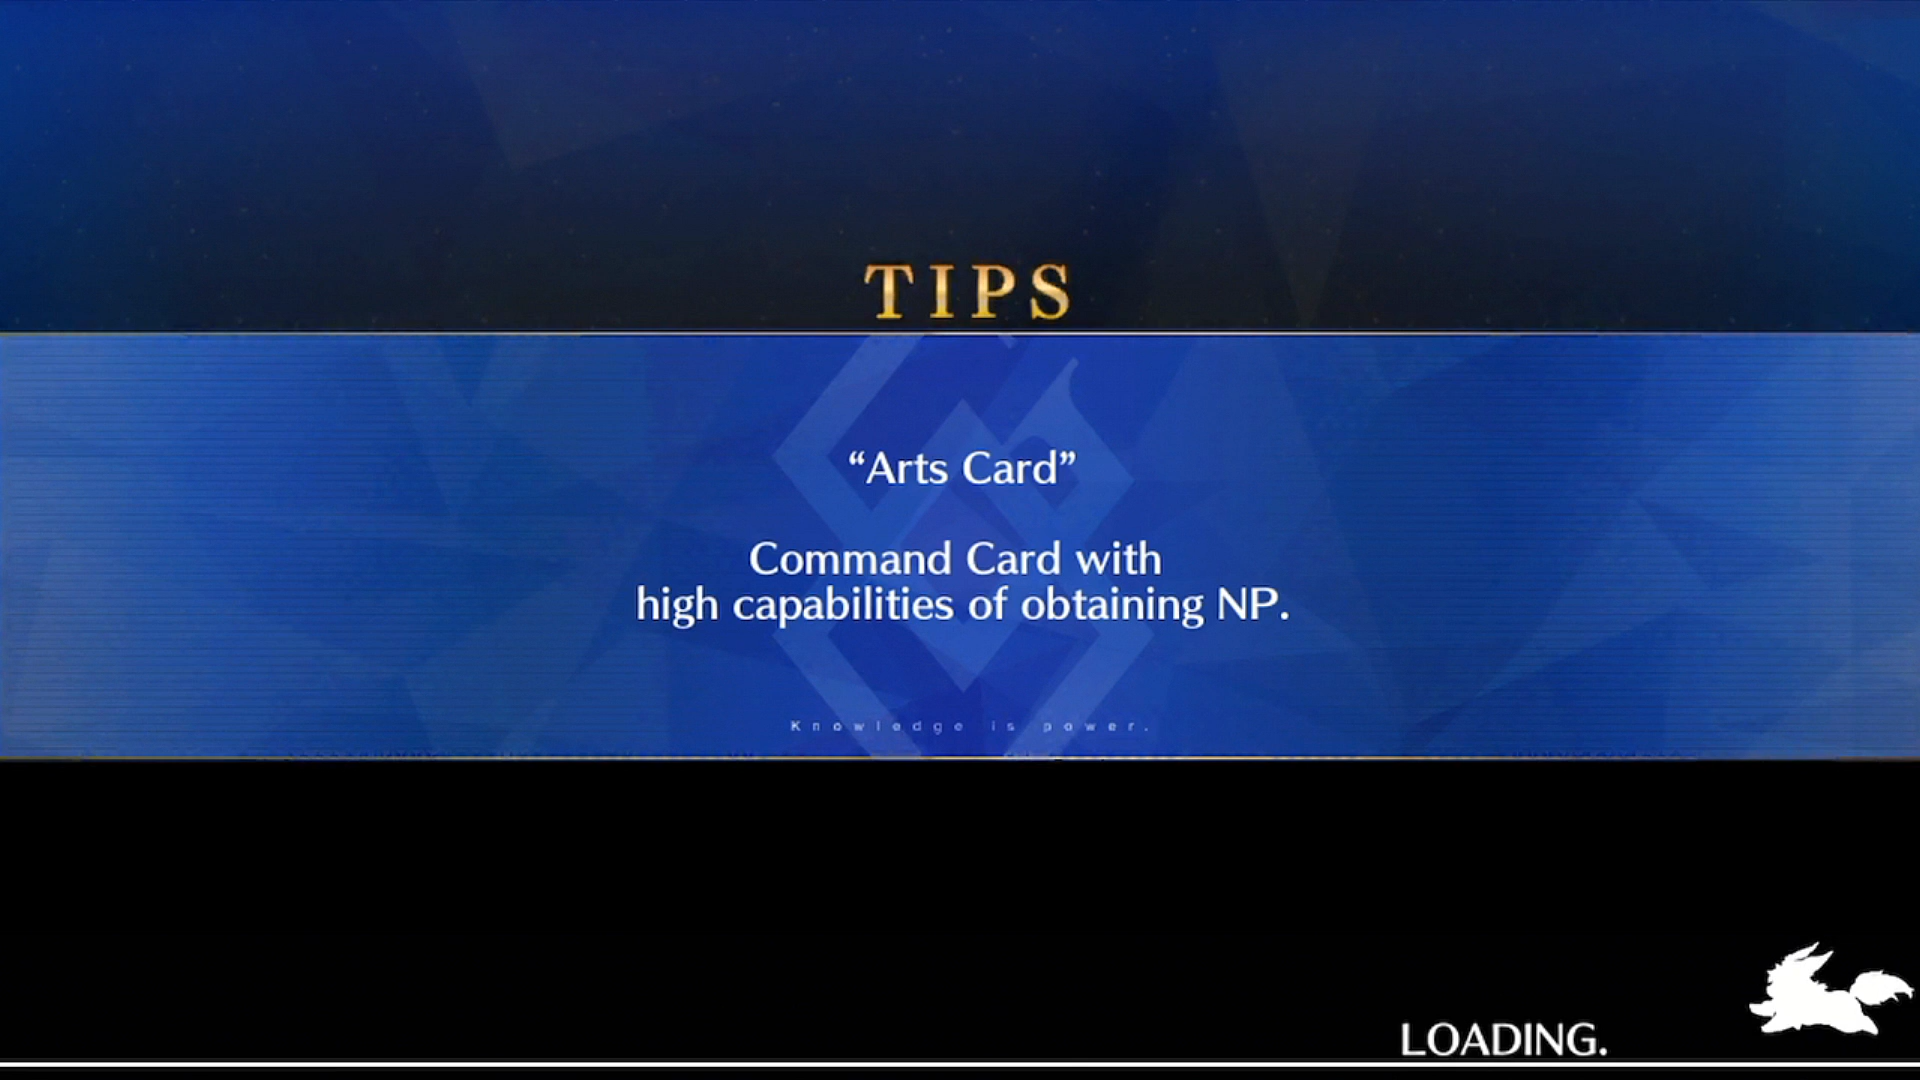 TIPS
“Arts Card”
Command Card with
high capabilities of obtaining NP.
Knowledge is power.
LOADING.